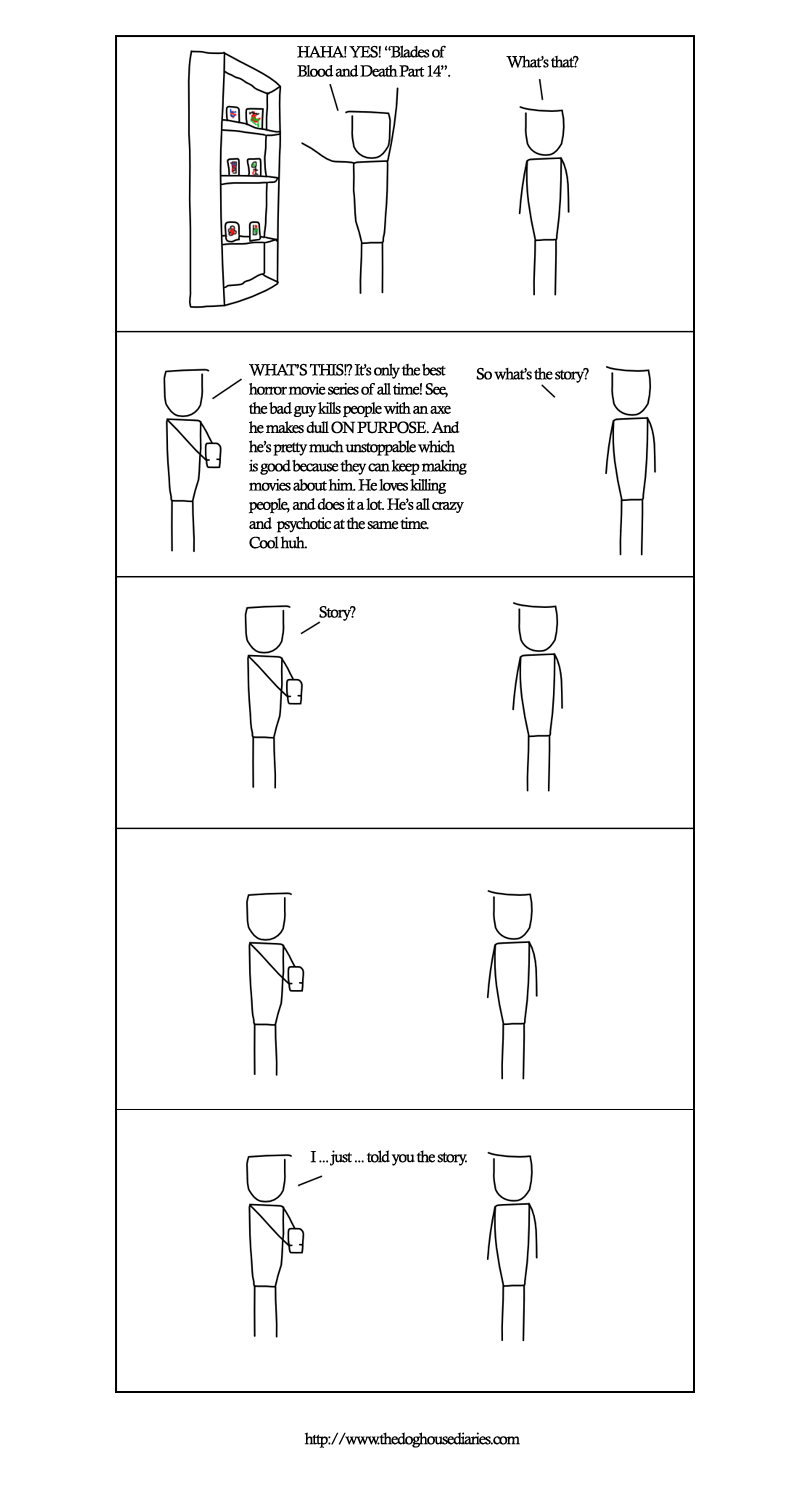 HAHA! YES! “Blades of
Blood and Death Part 14”.
What's that?
WHAT'S THIS!? It's only the best
horror movie series of all time! See,
the bad guy kills people with an axe
he makes dull ON PURPOSE. And
he's pretty much unstoppable which
is good because they can keep making
movies about him. He loves killing
people, and does it a lot. He's all crazy
and psychotic at the same time.
Cool huh.
So what's the story?
Story?
I ... just ... told you the story.
http://www.thedoghousediaries.com